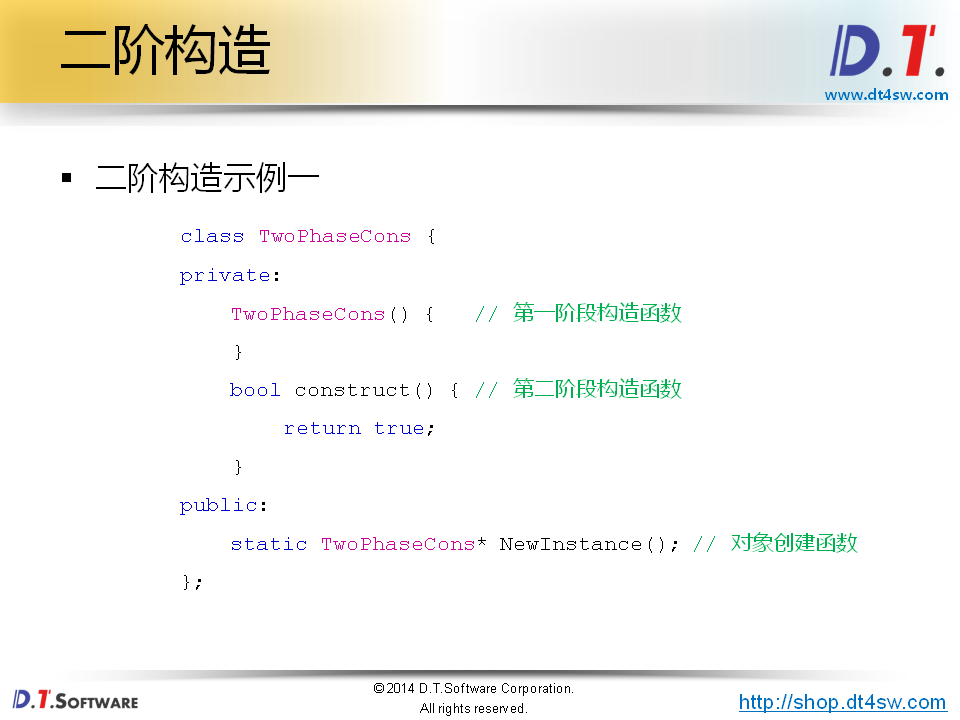 二阶构造
D.T.
www.dt4sw.com
▪ 二阶构造示例一
class TwoPhaseCons {
private:
TwoPhaseCons() { // 第一阶段构造函数
}
bool construct() { // 第二阶段构造函数
return true;
}
public:
static TwoPhaseCons* NewInstance(); // 对象创建函数
};
D.T.SOFTWARE
©2014 D.T.Software Corporation.
All rights reserved.
http://shop.dt4sw.com